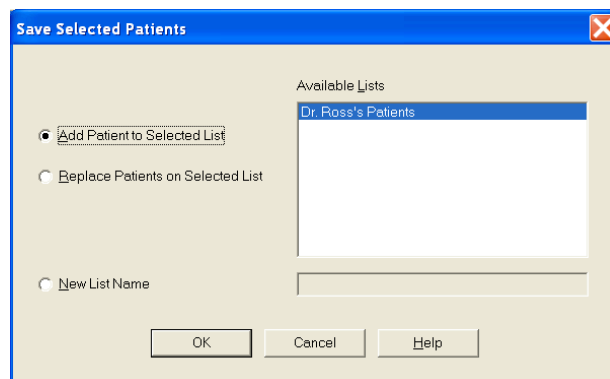 Save Selected Patients
Available Lists
Dr. Ross's Patients
Add Patient to Selected List
Replace Patients on Selected List
New List Name
OK
Cancel
Help